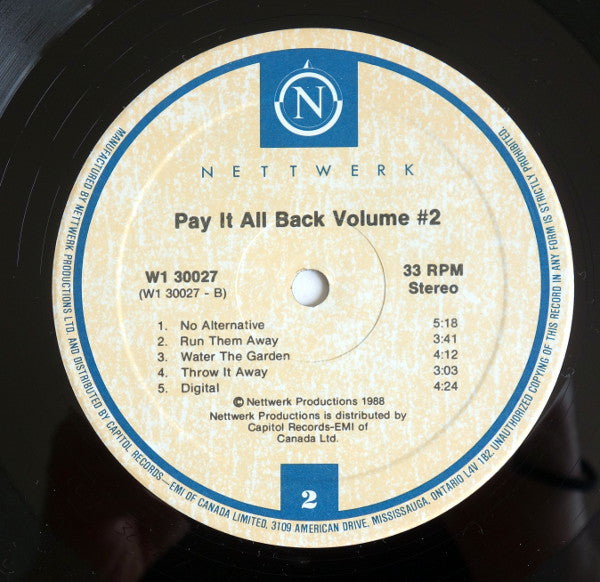 N
NETTWERK
Pay It All Back Volume #2
W1 30027
(W1 30027 - B)
33 RPM
Stereo
1. No Alternative 5:18
2. Run Them Away 3:41
3. Water The Garden 4:12
4. Throw It Away 3:03
5. Digital 4:24
© Nettwerk Productions 1988
Nettwerk Productions is distributed by
Capitol Records-EMI of
Canada Ltd.
2
MANUFACTURED BY NETTWERK PRODUCTIONS LTD. AND DISTRIBUTED BY CAPITOL RECORDS—EMI OF CANADA LIMITED, 3109 AMERICAN DRIVE, MISSISSAUGA, ONTARIO L4V 1B2. UNAUTHORIZED COPYING OF THIS RECORD IN ANY FORM IS STRICTLY PROHIBITED.